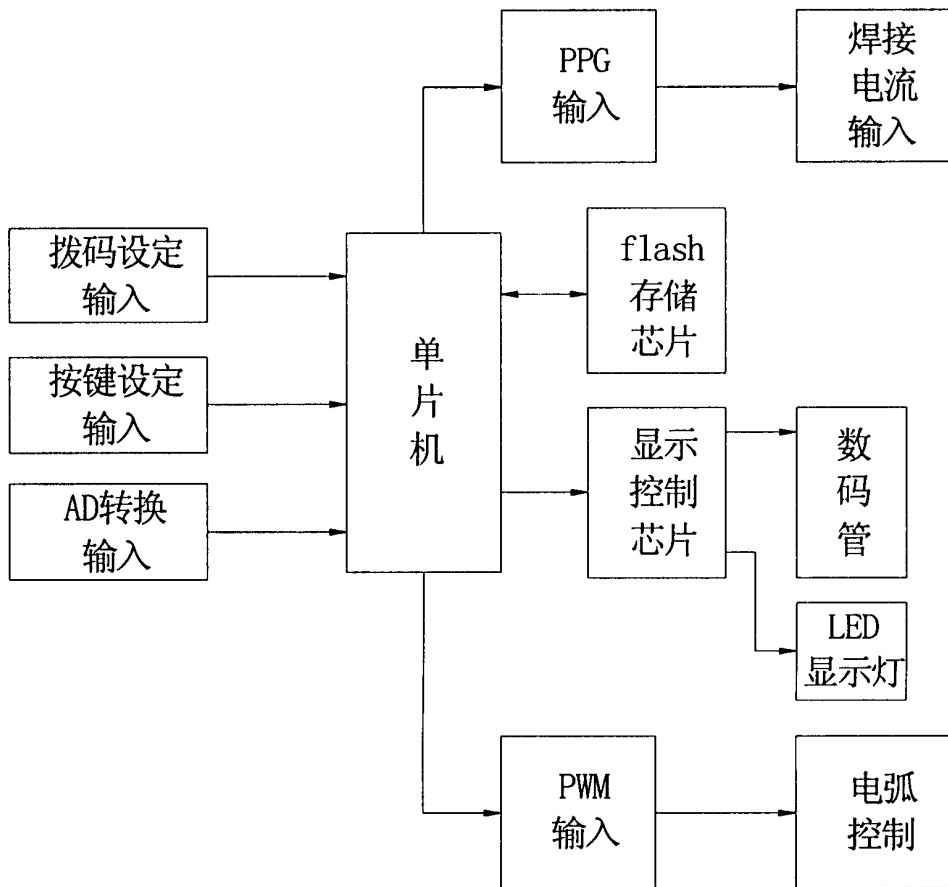 PPG
输入
焊接
电流
输入
拨码设定
输入
按键设定
输入
AD转换
输入
单
片
机
flash
存储
芯片
显示
控制
芯片
数
码
管
LED
显示灯
PWM
输入
电弧
控制